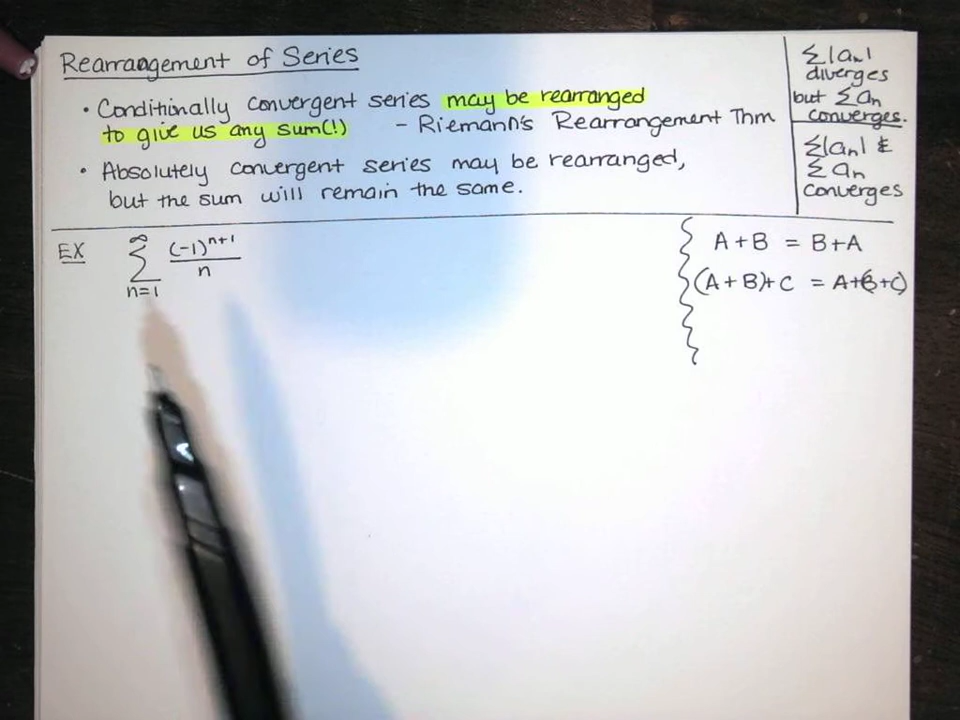 Rearrangement of Series
• Conditionally convergent series may be rearranged
to give us any sum(!) - Riemann's Rearrangement Thm
• Absolutely convergent series may be rearranged,
but the sum will remain the same.
Σ|aₙ|
diverges
but Σaₙ
converges.
Σ|aₙ| &
Σaₙ
converges
EX
∞
Σ (-1)ⁿ⁺¹/n
n=1
A+B = B+A
(A+B)+C = A+(B+C)